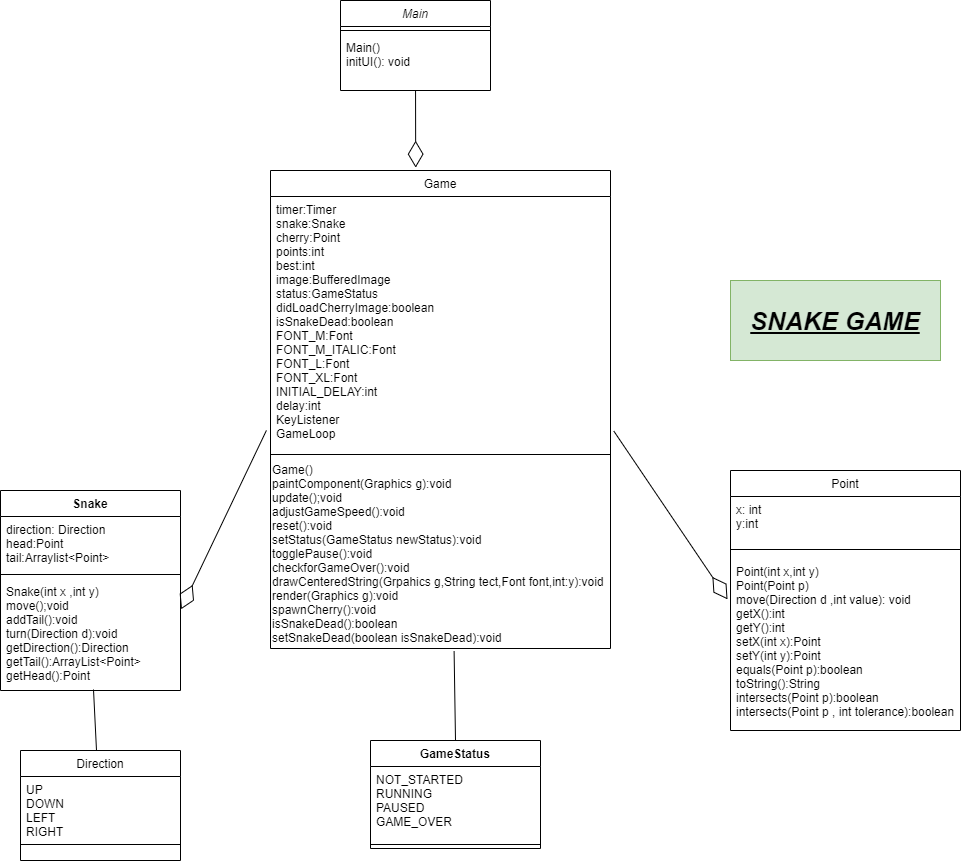 Main
Main()
initUI(): void
Game
timer:Timer
snake:Snake
cherry:Point
points:int
best:int
image:BufferedImage
status:GameStatus
didLoadCherryImage:boolean
isSnakeDead:boolean
FONT_M:Font
FONT_M_ITALIC:Font
FONT_L:Font
FONT_XL:Font
INITIAL_DELAY:int
delay:int
KeyListener
GameLoop
Game()
paintComponent(Graphics g):void
update();void
adjustGameSpeed():void
reset():void
setStatus(GameStatus newStatus):void
togglePause():void
checkforGameOver():void
drawCenteredString(Grpahics g,String tect,Font font,int:y):void
render(Graphics g):void
spawnCherry():void
isSnakeDead():boolean
setSnakeDead(boolean isSnakeDead):void
SNAKE GAME
Snake
direction: Direction
head:Point
tail:Arraylist<Point>
Snake(int x ,int y)
move();void
addTail():void
turn(Direction d):void
getDirection():Direction
getTail():ArrayList<Point>
getHead():Point
Point
x: int
y:int
Point(int x,int y)
Point(Point p)
move(Direction d ,int value): void
getX():int
getY():int
setX(int x):Point
setY(int y):Point
equals(Point p):boolean
toString():String
intersects(Point p):boolean
intersects(Point p , int tolerance):boolean
Direction
UP
DOWN
LEFT
RIGHT
GameStatus
NOT_STARTED
RUNNING
PAUSED
GAME_OVER